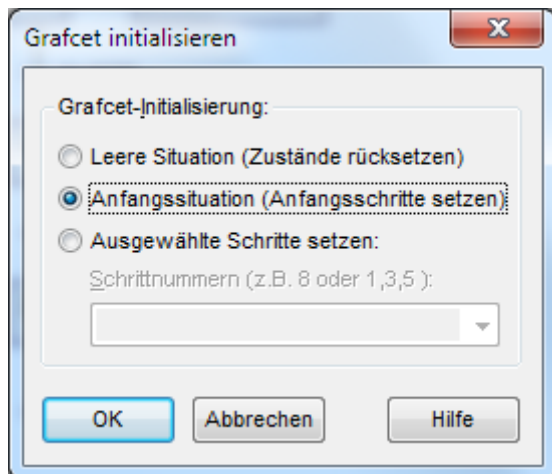 Grafcet initialisieren
Grafcet-Initialisierung:
Leere Situation (Zustände rücksetzen)
Anfangssituation (Anfangsschritte setzen)
Ausgewählte Schritte setzen:
Schrittnummern (z.B. 8 oder 1,3,5 ):
OK Abbrechen Hilfe